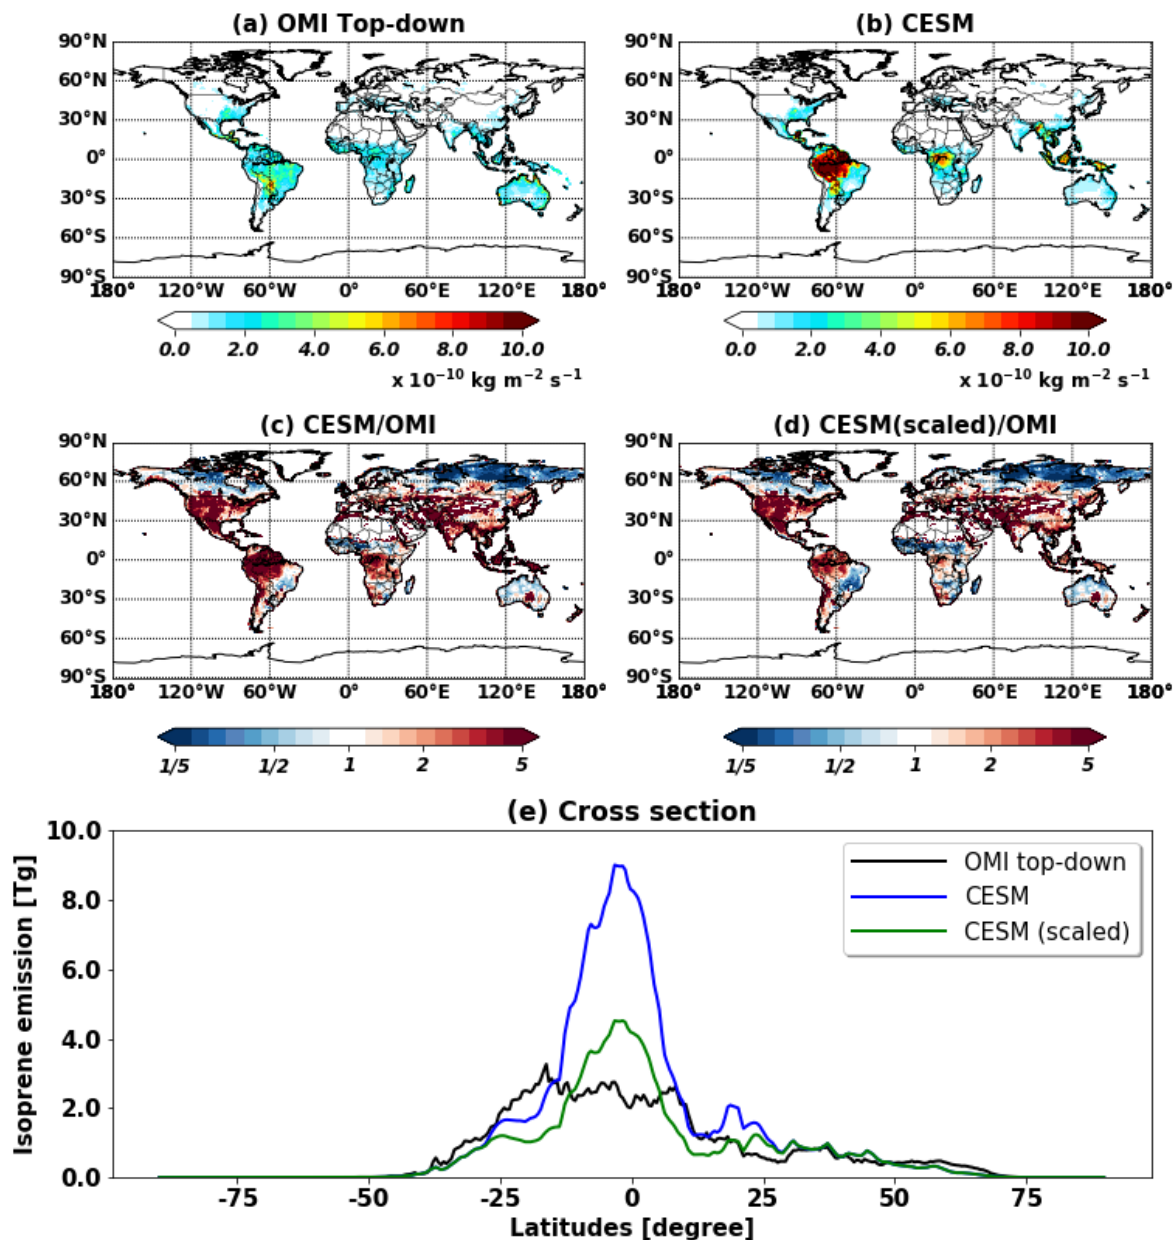 (a) OMI Top-down
(b) CESM
90°N
60°N
30°N
0°
30°S
60°S
90°S
180° 120°W 60°W 0° 60°E 120°E 180°
90°N
60°N
30°N
0°
30°S
60°S
90°S
180° 120°W 60°W 0° 60°E 120°E 180°
0.0 2.0 4.0 6.0 8.0 10.0
x 10⁻¹⁰ kg m⁻² s⁻¹
0.0 2.0 4.0 6.0 8.0 10.0
x 10⁻¹⁰ kg m⁻² s⁻¹
(c) CESM/OMI
(d) CESM(scaled)/OMI
90°N
60°N
30°N
0°
30°S
60°S
90°S
180° 120°W 60°W 0° 60°E 120°E 180°
90°N
60°N
30°N
0°
30°S
60°S
90°S
180° 120°W 60°W 0° 60°E 120°E 180°
1/5 1/2 1 2 5
1/5 1/2 1 2 5
(e) Cross section
Isoprene emission [Tg]
10.0
8.0
6.0
4.0
2.0
0.0
OMI top-down
CESM
CESM (scaled)
-75 -50 -25 0 25 50 75
Latitudes [degree]